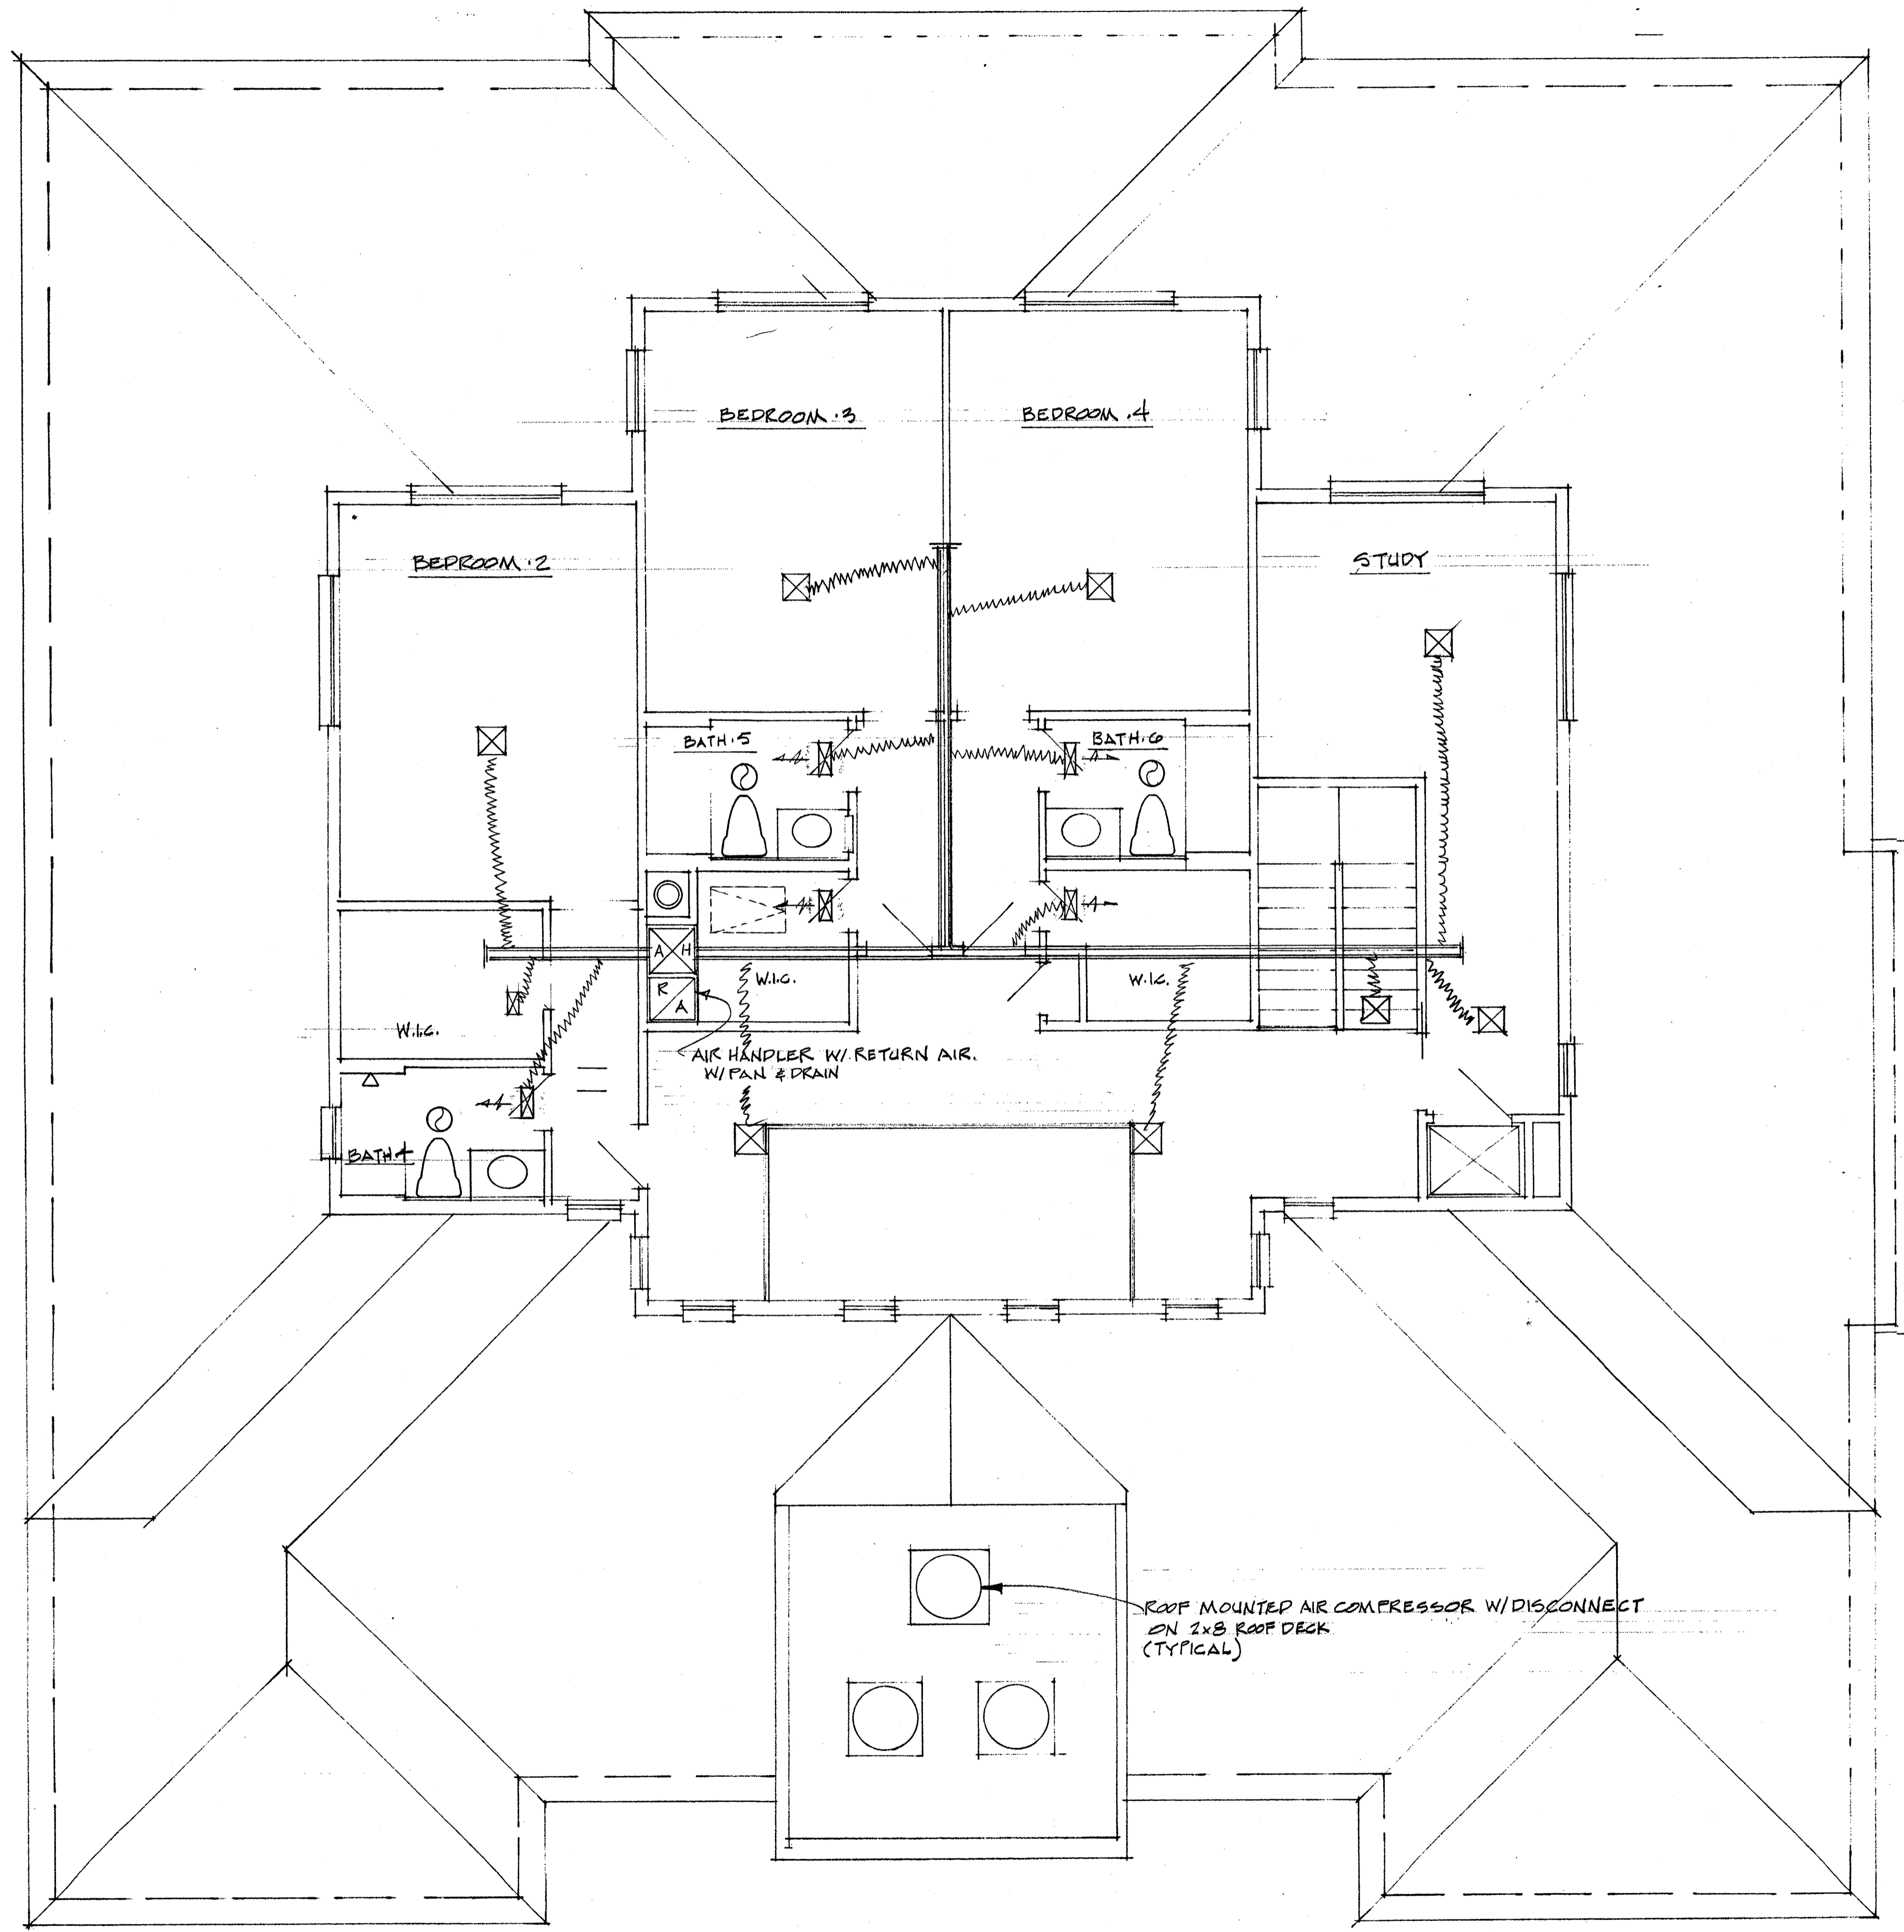 BEDROOM .3
BEDROOM .4
BEDROOM .2
STUDY
BATH.5
BATH.6
A H
R A
W.I.C.
W.I.C.
W.I.C.
AIR HANDLER W/ RETURN AIR.
W/ PAN & DRAIN
BATH 4
ROOF MOUNTED AIR COMPRESSOR W/ DISCONNECT
ON 2x8 ROOF DECK
(TYPICAL)